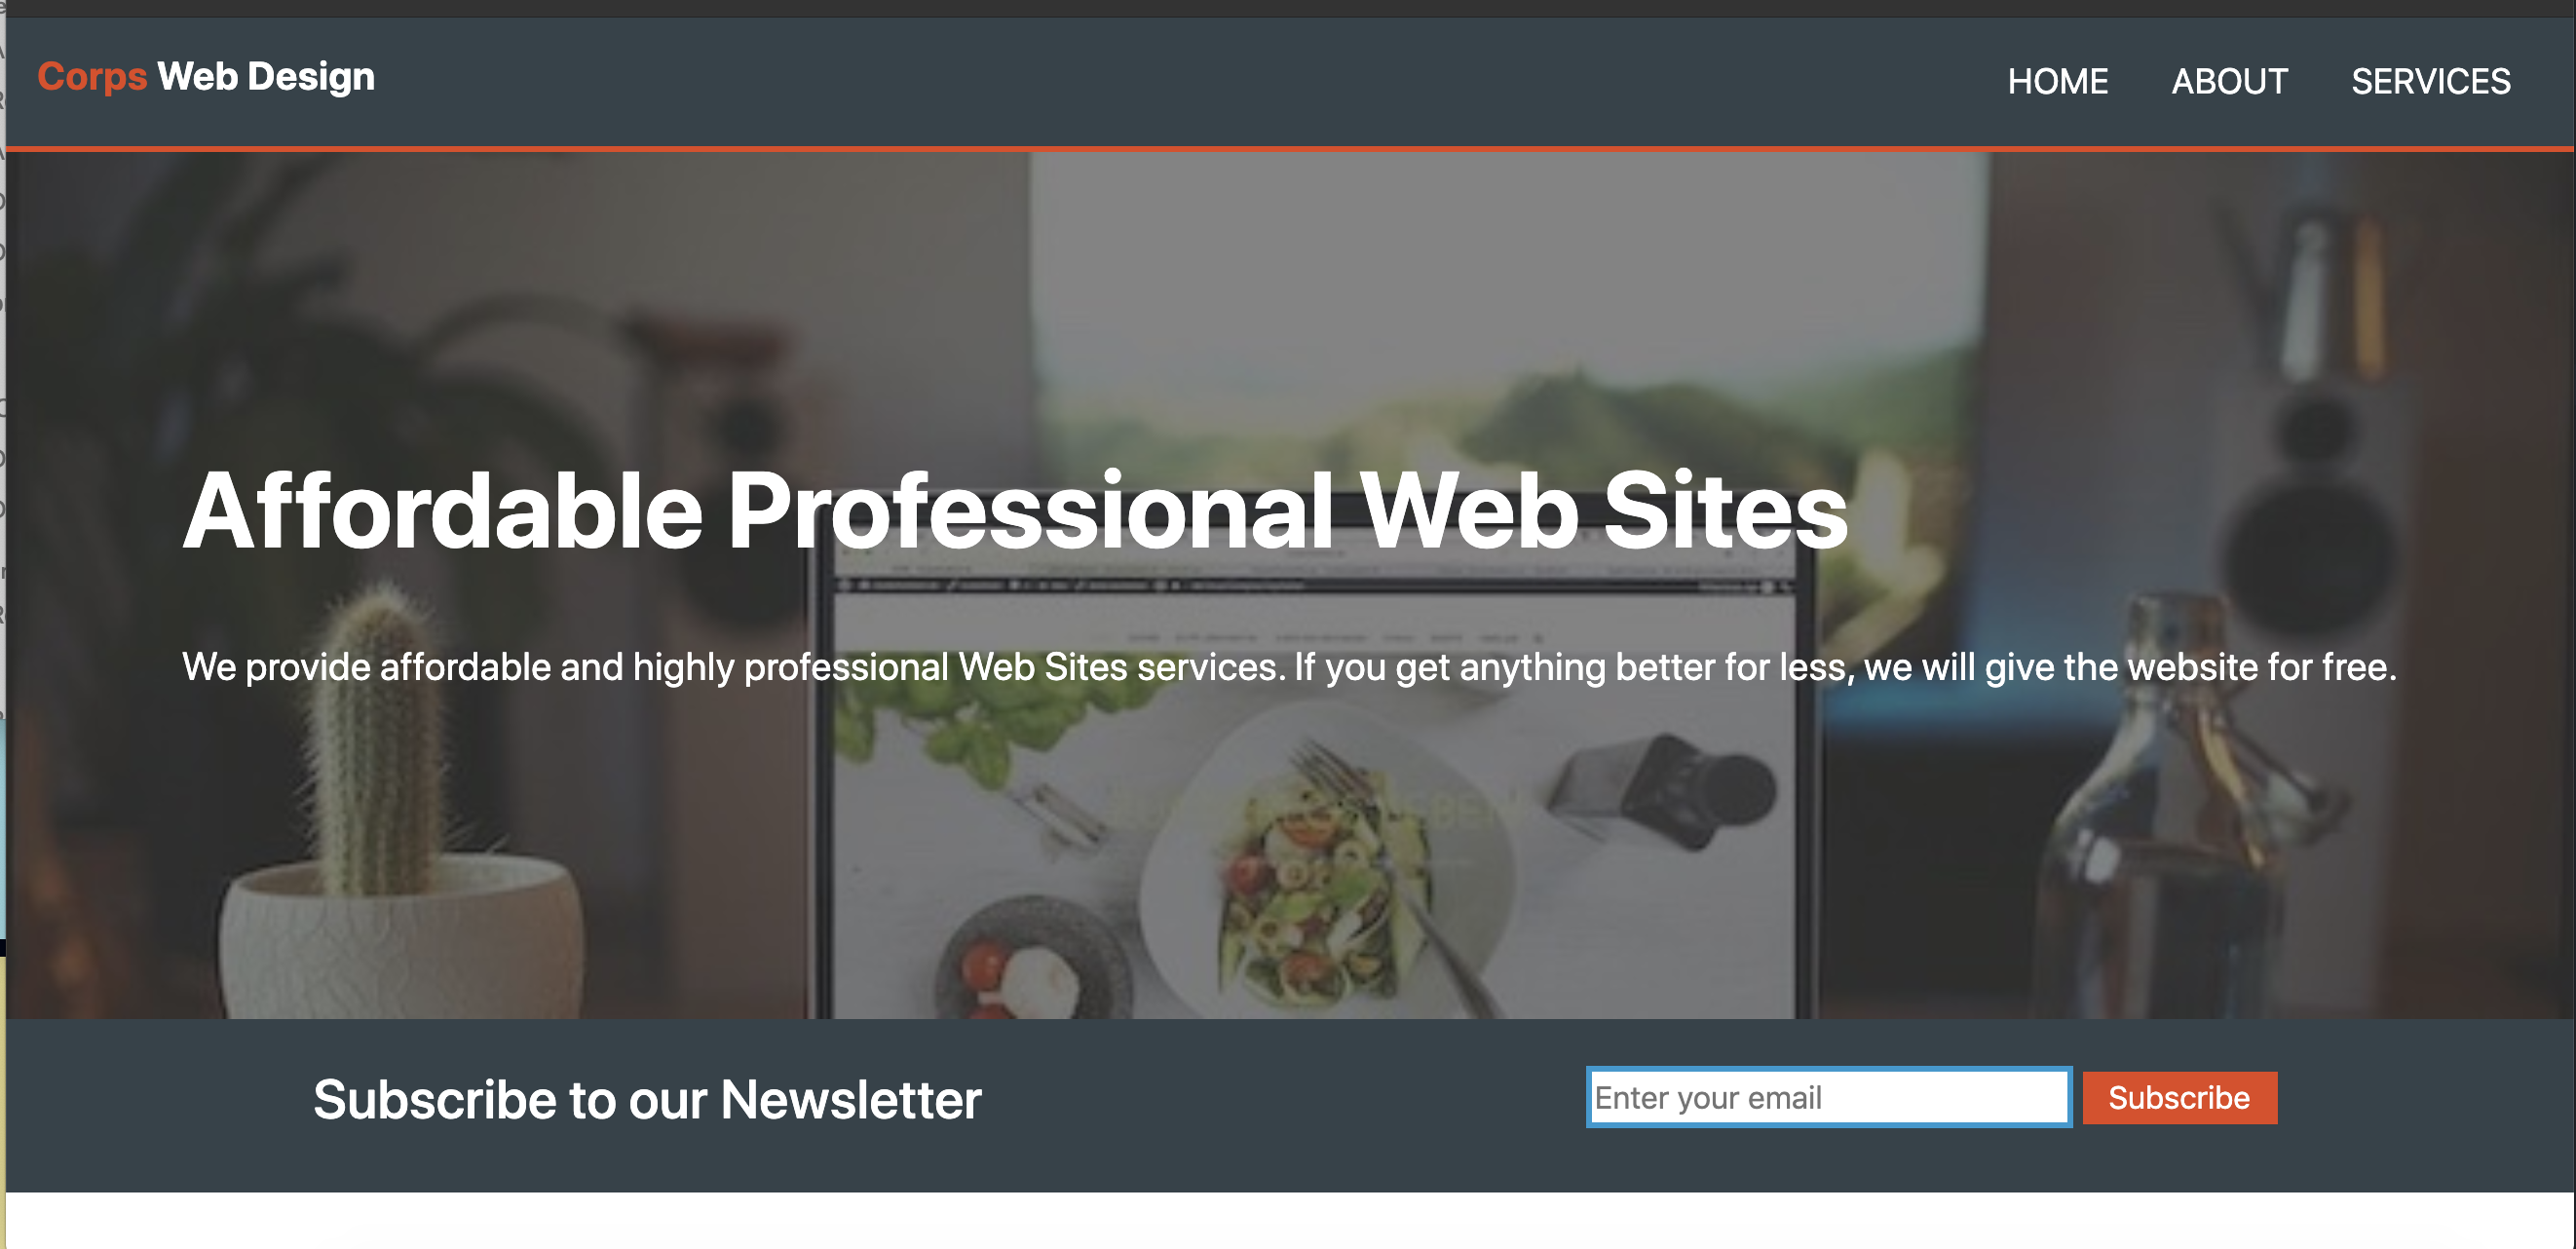 Corps Web Design
HOME ABOUT SERVICES
Affordable Professional Web Sites
We provide affordable and highly professional Web Sites services. If you get anything better for less, we will give the website for free.
Subscribe to our Newsletter
Enter your email
Subscribe